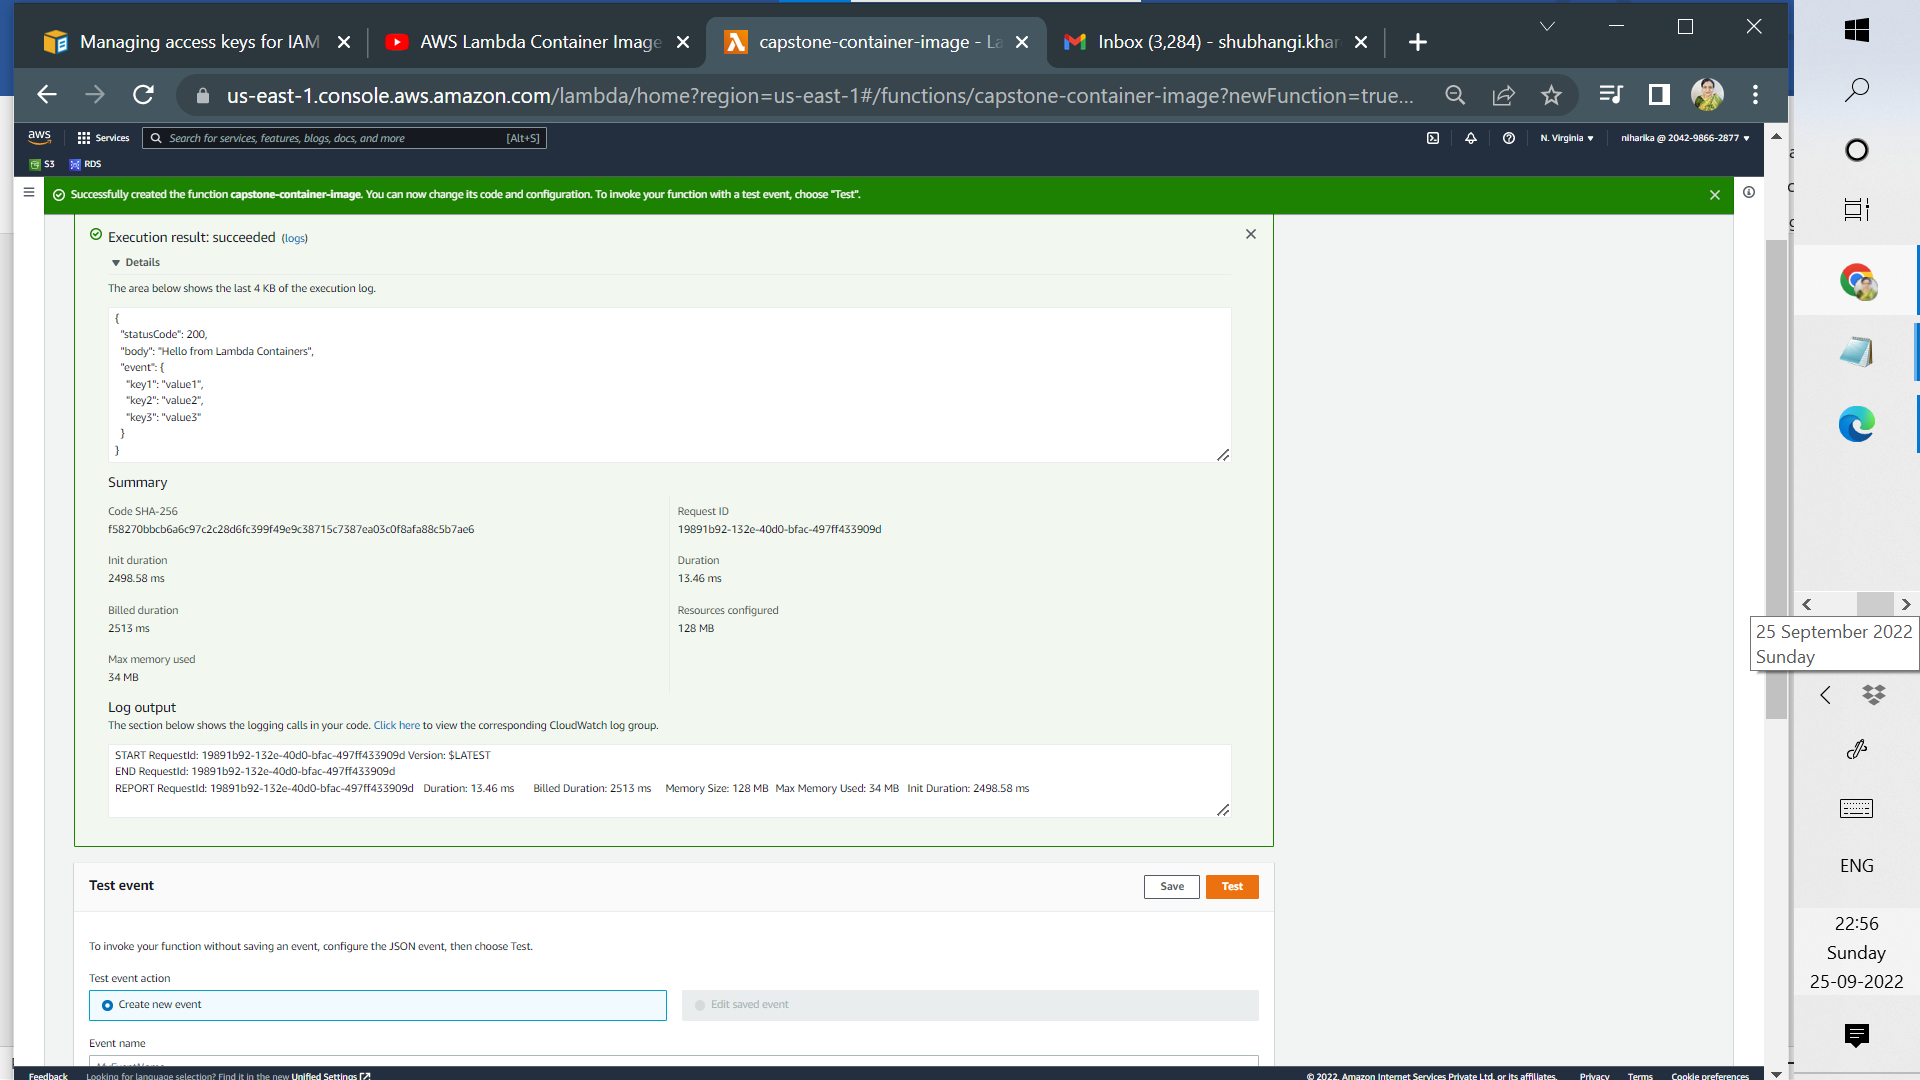 Managing access keys for IAM
AWS Lambda Container Image
capstone-container-image - La
Inbox (3,284) - shubhangi.khar
us-east-1.console.aws.amazon.com/lambda/home?region=us-east-1#/functions/capstone-container-image?newFunction=true...
aws
Services
Search for services, features, blogs, docs, and more
[Alt+S]
N. Virginia
niharika @ 2042-9866-2877
S3
RDS
Successfully created the function capstone-container-image. You can now change its code and configuration. To invoke your function with a test event, choose "Test".
Execution result: succeeded (logs)
Details
The area below shows the last 4 KB of the execution log.
{
"statusCode": 200,
"body": "Hello from Lambda Containers",
"event": {
"key1": "value1",
"key2": "value2",
"key3": "value3"
}
}
Summary
Code SHA-256
f58270bbcb6a6c97c2c28d6fc399f49e9c38715c7387ea03c0f8afa88c5b7ae6
Request ID
19891b92-132e-40d0-bfac-497ff433909d
Init duration
2498.58 ms
Duration
13.46 ms
Billed duration
2513 ms
Resources configured
128 MB
Max memory used
34 MB
Log output
The section below shows the logging calls in your code. Click here to view the corresponding CloudWatch log group.
START RequestId: 19891b92-132e-40d0-bfac-497ff433909d Version: $LATEST
END RequestId: 19891b92-132e-40d0-bfac-497ff433909d
REPORT RequestId: 19891b92-132e-40d0-bfac-497ff433909d Duration: 13.46 ms Billed Duration: 2513 ms Memory Size: 128 MB Max Memory Used: 34 MB Init Duration: 2498.58 ms
Test event
Save
Test
To invoke your function without saving an event, configure the JSON event, then choose Test.
Test event action
Create new event
Edit saved event
Event name
MyEventName
Feedback
Looking for language selection? Find it in the new Unified Settings
© 2022, Amazon Internet Services Private Ltd. or its affiliates.
Privacy
Terms
Cookie preferences
25 September 2022
Sunday
ENG
22:56
Sunday
25-09-2022